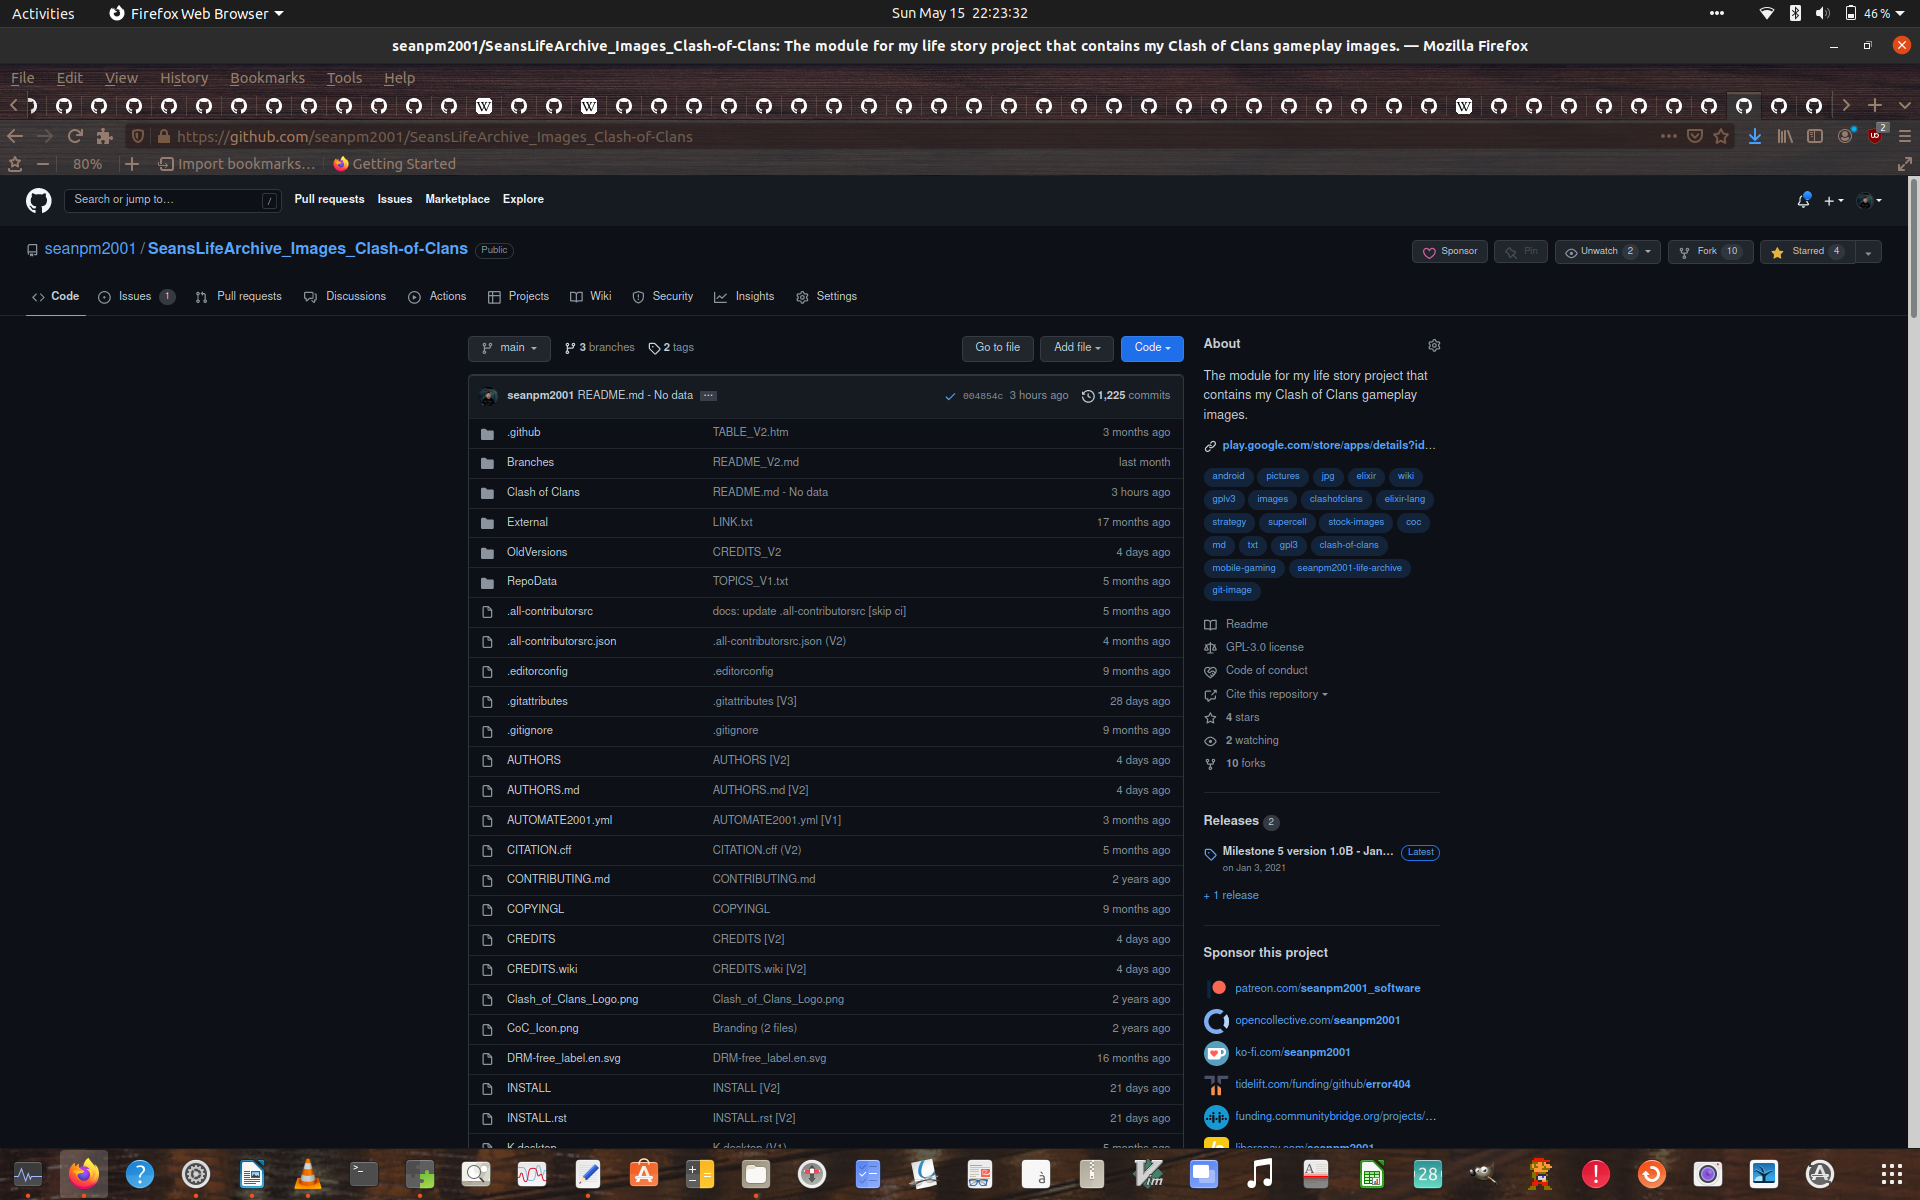 Activities
Firefox Web Browser
Sun May 15 22:23:32
46 %
seanpm2001/SeansLifeArchive_Images_Clash-of-Clans: The module for my life story project that contains my Clash of Clans gameplay images. — Mozilla Firefox
File Edit View History Bookmarks Tools Help
https://github.com/seanpm2001/SeansLifeArchive_Images_Clash-of-Clans
2
80%
Import bookmarks...
Getting Started
Search or jump to...
/
Pull requests Issues Marketplace Explore
seanpm2001 / SeansLifeArchive_Images_Clash-of-Clans
Public
Sponsor
Pin
Unwatch 2
Fork 10
Starred 4
Code
Issues 1
Pull requests
Discussions
Actions
Projects
Wiki
Security
Insights
Settings
main
3 branches
2 tags
Go to file
Add file
Code
seanpm2001 README.md - No data ... 004854c 3 hours ago 1,225 commits
.github TABLE_V2.htm 3 months ago
Branches README_V2.md last month
Clash of Clans README.md - No data 3 hours ago
External LINK.txt 17 months ago
OldVersions CREDITS_V2 4 days ago
RepoData TOPICS_V1.txt 5 months ago
.all-contributorsrc docs: update .all-contributorsrc [skip ci] 5 months ago
.all-contributorsrc.json .all-contributorsrc.json (V2) 4 months ago
.editorconfig .editorconfig 9 months ago
.gitattributes .gitattributes [V3] 28 days ago
.gitignore .gitignore 9 months ago
AUTHORS AUTHORS [V2] 4 days ago
AUTHORS.md AUTHORS.md [V2] 4 days ago
AUTOMATE2001.yml AUTOMATE2001.yml [V1] 3 months ago
CITATION.cff CITATION.cff (V2) 5 months ago
CONTRIBUTING.md CONTRIBUTING.md 2 years ago
COPYINGL COPYINGL 9 months ago
CREDITS CREDITS [V2] 4 days ago
CREDITS.wiki CREDITS.wiki [V2] 4 days ago
Clash_of_Clans_Logo.png Clash_of_Clans_Logo.png 2 years ago
CoC_Icon.png Branding (2 files) 2 years ago
DRM-free_label.en.svg DRM-free_label.en.svg 16 months ago
INSTALL INSTALL [V2] 21 days ago
INSTALL.rst INSTALL.rst [V2] 21 days ago
About
The module for my life story project that
contains my Clash of Clans gameplay
images.
play.google.com/store/apps/details?id...
android pictures jpg elixir wiki
gplv3 images clashofclans elixir-lang
strategy supercell stock-images coc
md txt gpl3 clash-of-clans
mobile-gaming seanpm2001-life-archive
git-image
Readme
GPL-3.0 license
Code of conduct
Cite this repository
4 stars
2 watching
10 forks
Releases 2
Milestone 5 version 1.0B - Jan... Latest
on Jan 3, 2021
+ 1 release
Sponsor this project
patreon.com/seanpm2001_software
opencollective.com/seanpm2001
ko-fi.com/seanpm2001
tidelift.com/funding/github/error404
funding.communitybridge.org/projects/...
liberapay.com/seanpm2001
28